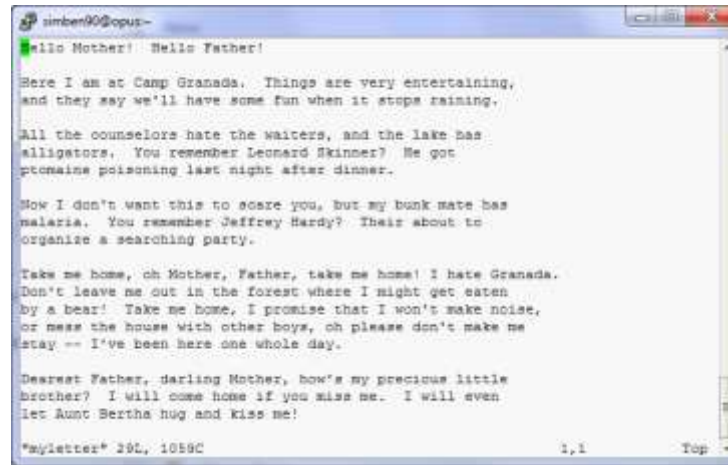 simben90@opus:~
Hello Mother!  Hello Father!
Here I am at Camp Granada.  Things are very entertaining,
and they say we'll have some fun when it stops raining.
All the counselors hate the waiters, and the lake has
alligators.  You remember Leonard Skinner?  He got
ptomaine poisoning last night after dinner.
Now I don't want this to scare you, but my bunk mate has
malaria.  You remember Jeffrey Hardy?  Their about to
organize a searching party.
Take me home, oh Mother, Father, take me home! I hate Granada.
Don't leave me out in the forest where I might get eaten
by a bear!  Take me home, I promise that I won't make noise,
or mess the house with other boys, oh please don't make me
stay -- I've been here one whole day.
Dearest Father, darling Mother, how's my precious little
brother?  I will come home if you miss me.  I will even
let Aunt Bertha hug and kiss me!
"myletter" 29L, 1059C 1,1 Top